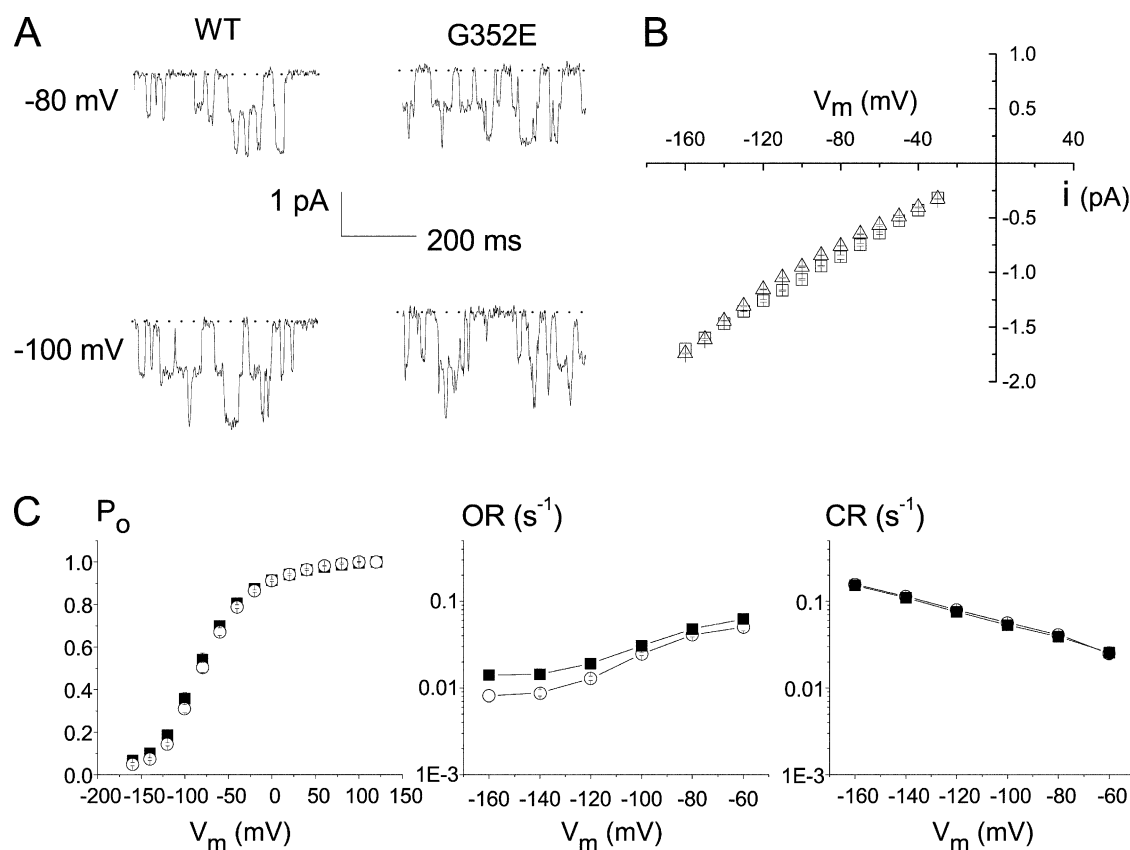 A
WT
G352E
-80 mV
1 pA
200 ms
-100 mV
B
1.0
0.5
Vm (mV)
-160
-120
-80
-40
40
i (pA)
-0.5
-1.0
-1.5
-2.0
C
Po
1.0
0.8
0.6
0.4
0.2
0.0
-200
-150
-100
-50
0
50
100
150
Vm (mV)
OR (s-1)
0.1
0.01
1E-3
-160
-140
-120
-100
-80
-60
Vm (mV)
CR (s-1)
0.1
0.01
1E-3
-160
-140
-120
-100
-80
-60
Vm (mV)